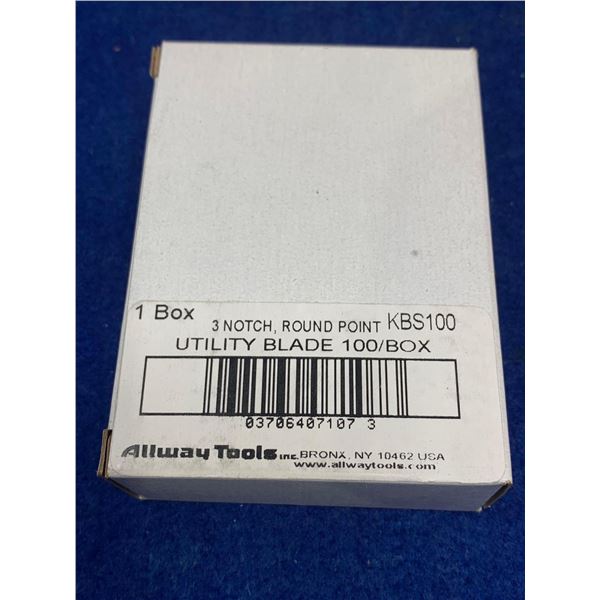 1 Box 3 NOTCH, ROUND POINT KBS100
UTILITY BLADE 100/BOX
03706407107 3
Allway Tools INC. BRONX, NY 10462 USA
www.allwaytools.com